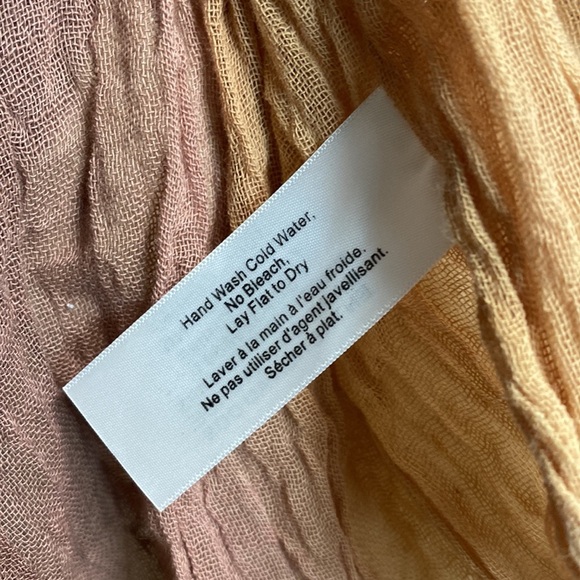 Hand Wash Cold Water,
No Bleach,
Lay Flat to Dry
Laver à la main à l'eau froide.
Ne pas utiliser d'agent javellisant.
Sécher à plat.